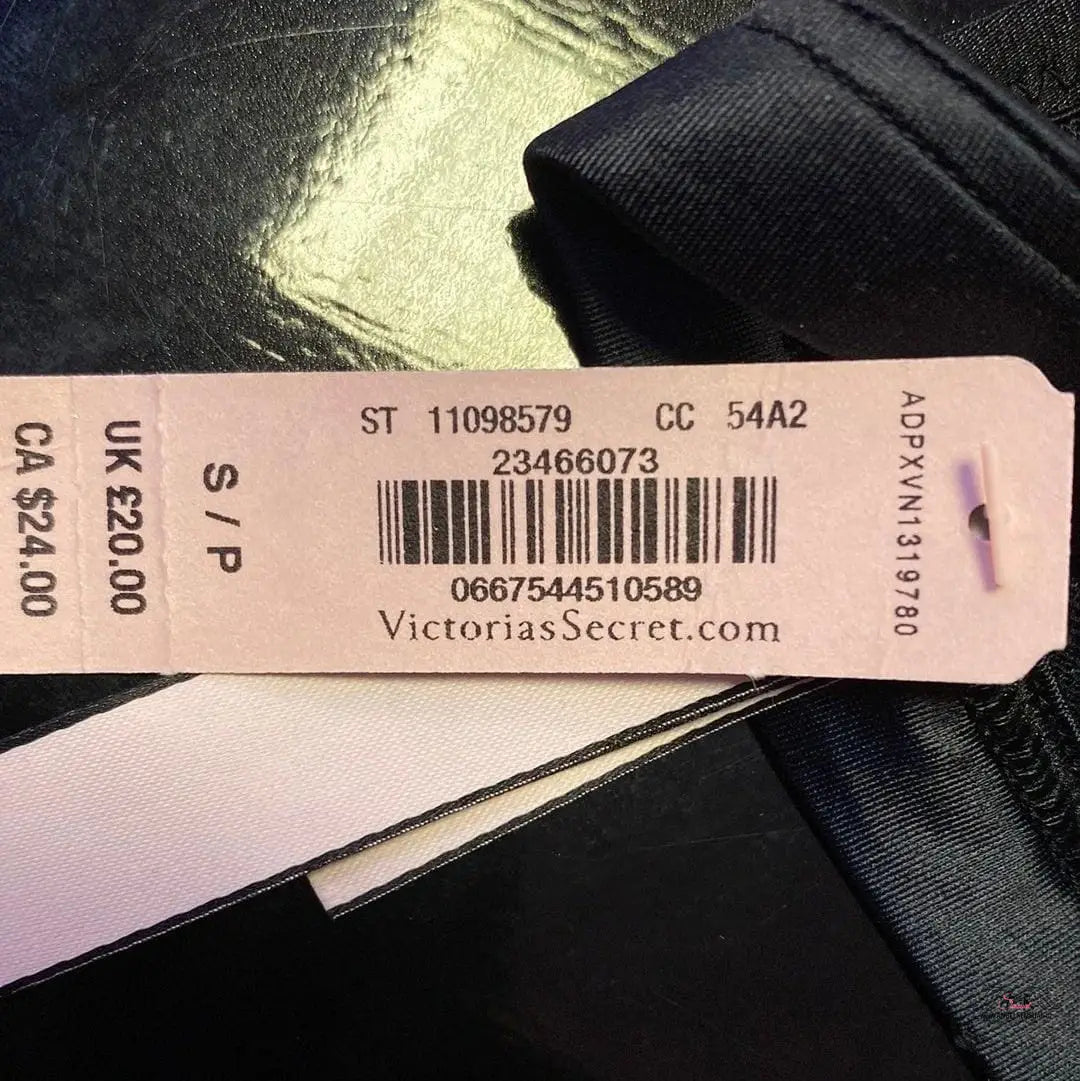 CA $24.00
UK £20.00
S / P
ST 11098579 CC 54A2
23466073
0667544510589
VictoriasSecret.com
ADPXVN1319780